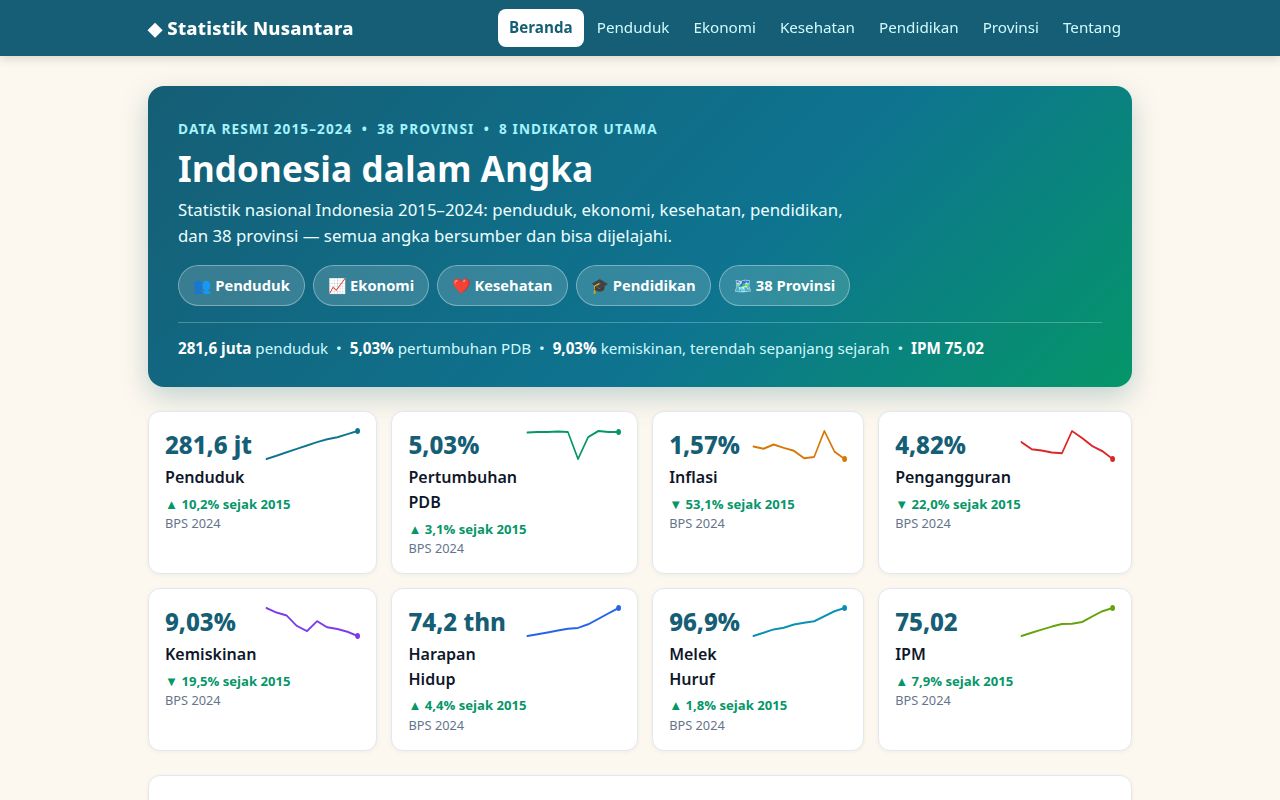 ◆ Statistik Nusantara
Beranda Penduduk Ekonomi Kesehatan Pendidikan Provinsi Tentang
DATA RESMI 2015–2024 • 38 PROVINSI • 8 INDIKATOR UTAMA
Indonesia dalam Angka
Statistik nasional Indonesia 2015–2024: penduduk, ekonomi, kesehatan, pendidikan,
dan 38 provinsi — semua angka bersumber dan bisa dijelajahi.
👥 Penduduk 📈 Ekonomi ❤️ Kesehatan 🎓 Pendidikan 🗺️ 38 Provinsi
281,6 juta penduduk • 5,03% pertumbuhan PDB • 9,03% kemiskinan, terendah sepanjang sejarah • IPM 75,02
281,6 jt
Penduduk
▲ 10,2% sejak 2015
BPS 2024
5,03%
Pertumbuhan
PDB
▲ 3,1% sejak 2015
BPS 2024
1,57%
Inflasi
▼ 53,1% sejak 2015
BPS 2024
4,82%
Pengangguran
▼ 22,0% sejak 2015
BPS 2024
9,03%
Kemiskinan
▼ 19,5% sejak 2015
BPS 2024
74,2 thn
Harapan
Hidup
▲ 4,4% sejak 2015
BPS 2024
96,9%
Melek
Huruf
▲ 1,8% sejak 2015
BPS 2024
75,02
IPM
▲ 7,9% sejak 2015
BPS 2024